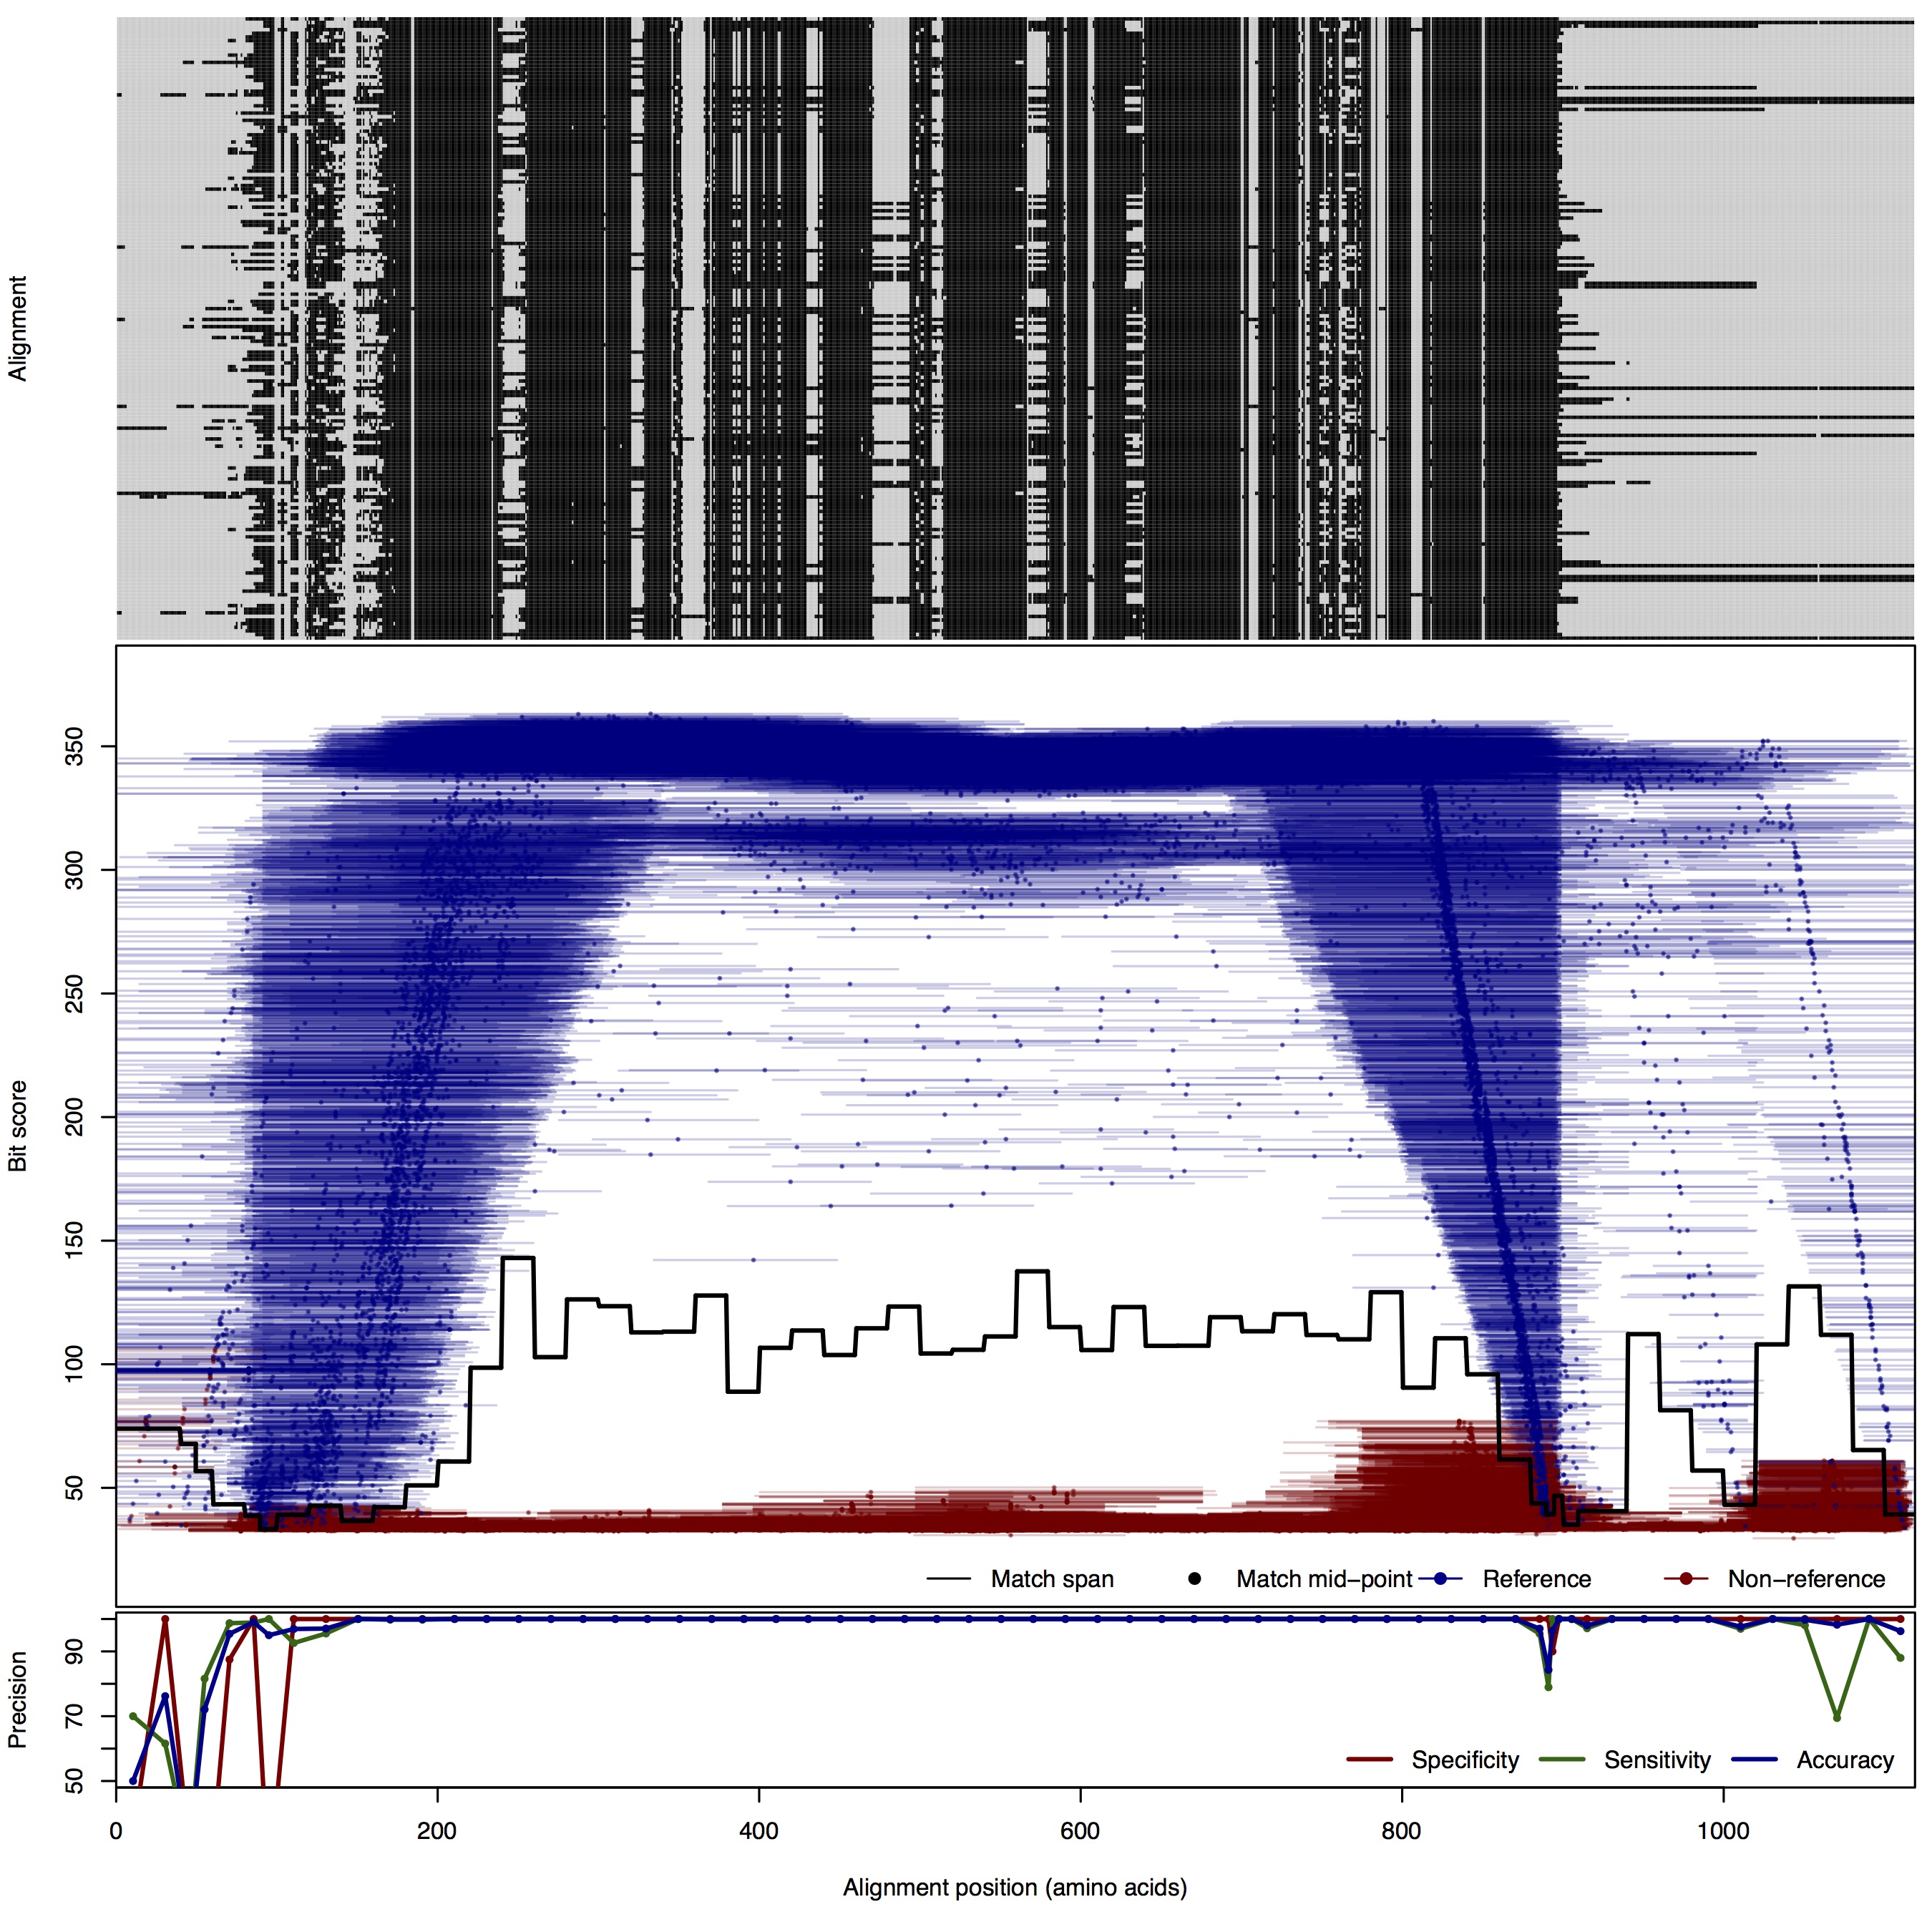 Alignment
Bit score
350
300
250
200
150
100
50
Match span
Match mid−point
Reference
Non−reference
Precision
90
70
50
Specificity
Sensitivity
Accuracy
0
200
400
600
800
1000
Alignment position (amino acids)